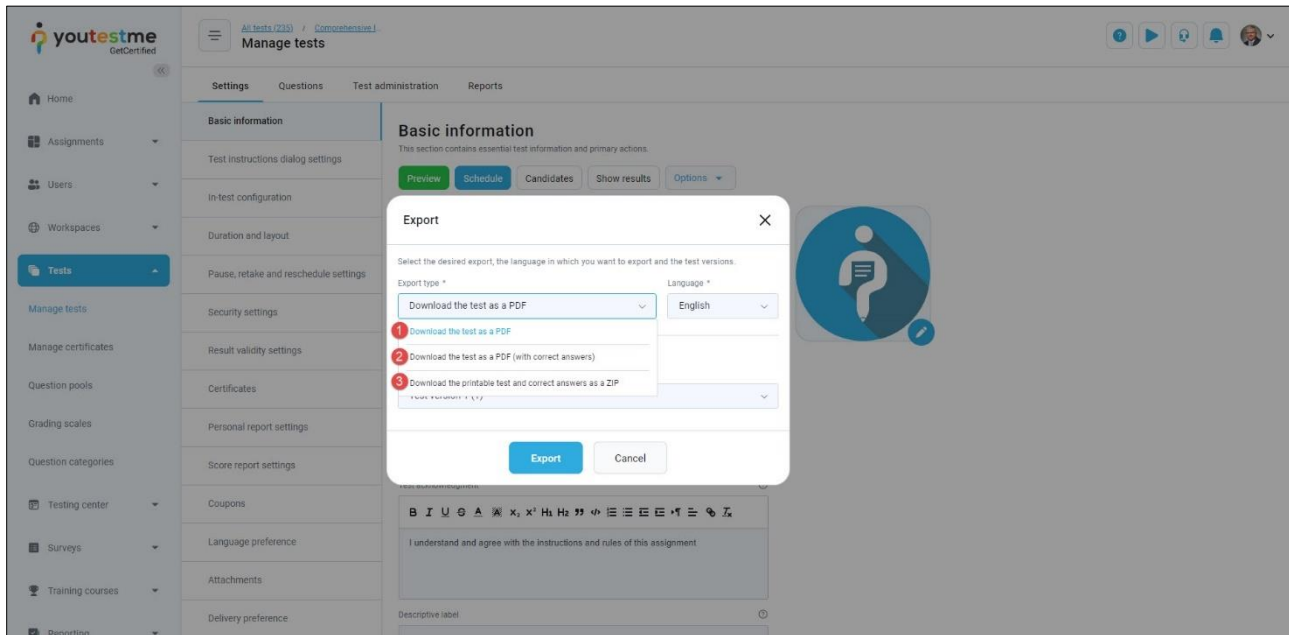 youtestme
GetCertified
All tests (235) / Comprehensive I...
Manage tests
Home
Assignments
Users
Workspaces
Tests
Manage tests
Manage certificates
Question pools
Grading scales
Question categories
Testing center
Surveys
Training courses
Reporting
Settings Questions Test administration Reports
Basic information
Test instructions dialog settings
In-test configuration
Duration and layout
Pause, retake and reschedule settings
Security settings
Result validity settings
Certificates
Personal report settings
Score report settings
Coupons
Language preference
Attachments
Delivery preference
Basic information
This section contains essential test information and primary actions.
Preview Schedule Candidates Show results Options
Export
Select the desired export, the language in which you want to export and the test versions.
Export type * Language *
Download the test as a PDF English
1 Download the test as a PDF
2 Download the test as a PDF (with correct answers)
3 Download the printable test and correct answers as a ZIP
Test version 1 (1)
Export Cancel
Test acknowledgment
I understand and agree with the instructions and rules of this assignment
Descriptive label